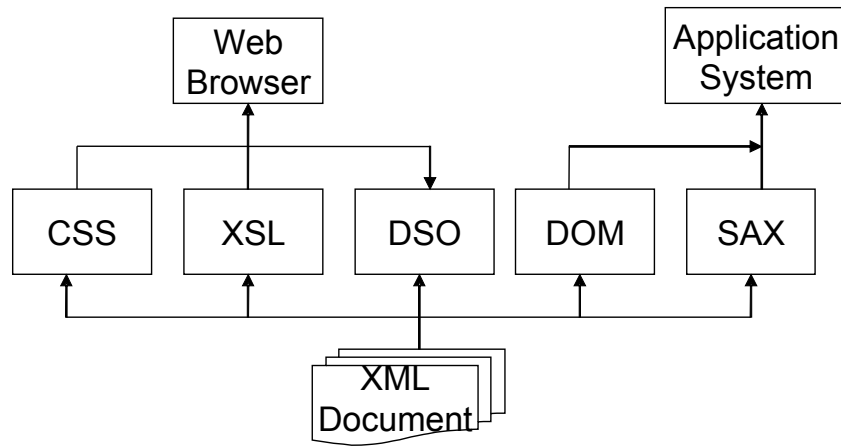 Web
Browser
Application
System
CSS
XSL
DSO
DOM
SAX
XML
Document